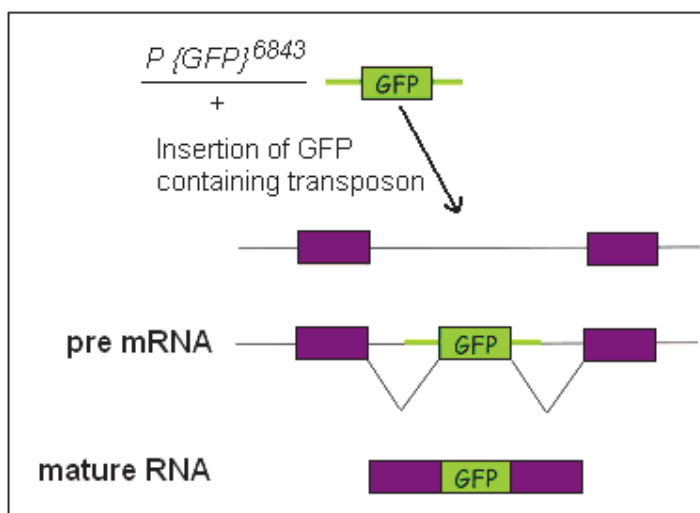 P {GFP}6843
+
GFP
Insertion of GFP
containing transposon
pre mRNA
GFP
mature RNA
GFP